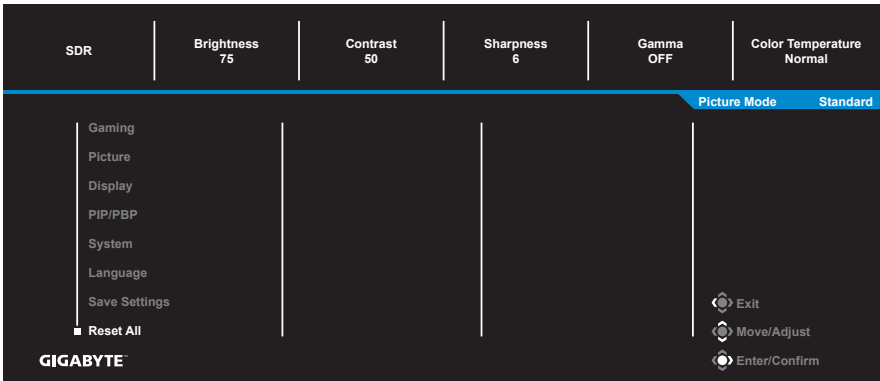 SDR
Brightness
75
Contrast
50
Sharpness
6
Gamma
OFF
Color Temperature
Normal
Picture Mode Standard
Gaming
Picture
Display
PIP/PBP
System
Language
Save Settings
Reset All
Exit
Move/Adjust
Enter/Confirm
GIGABYTE™